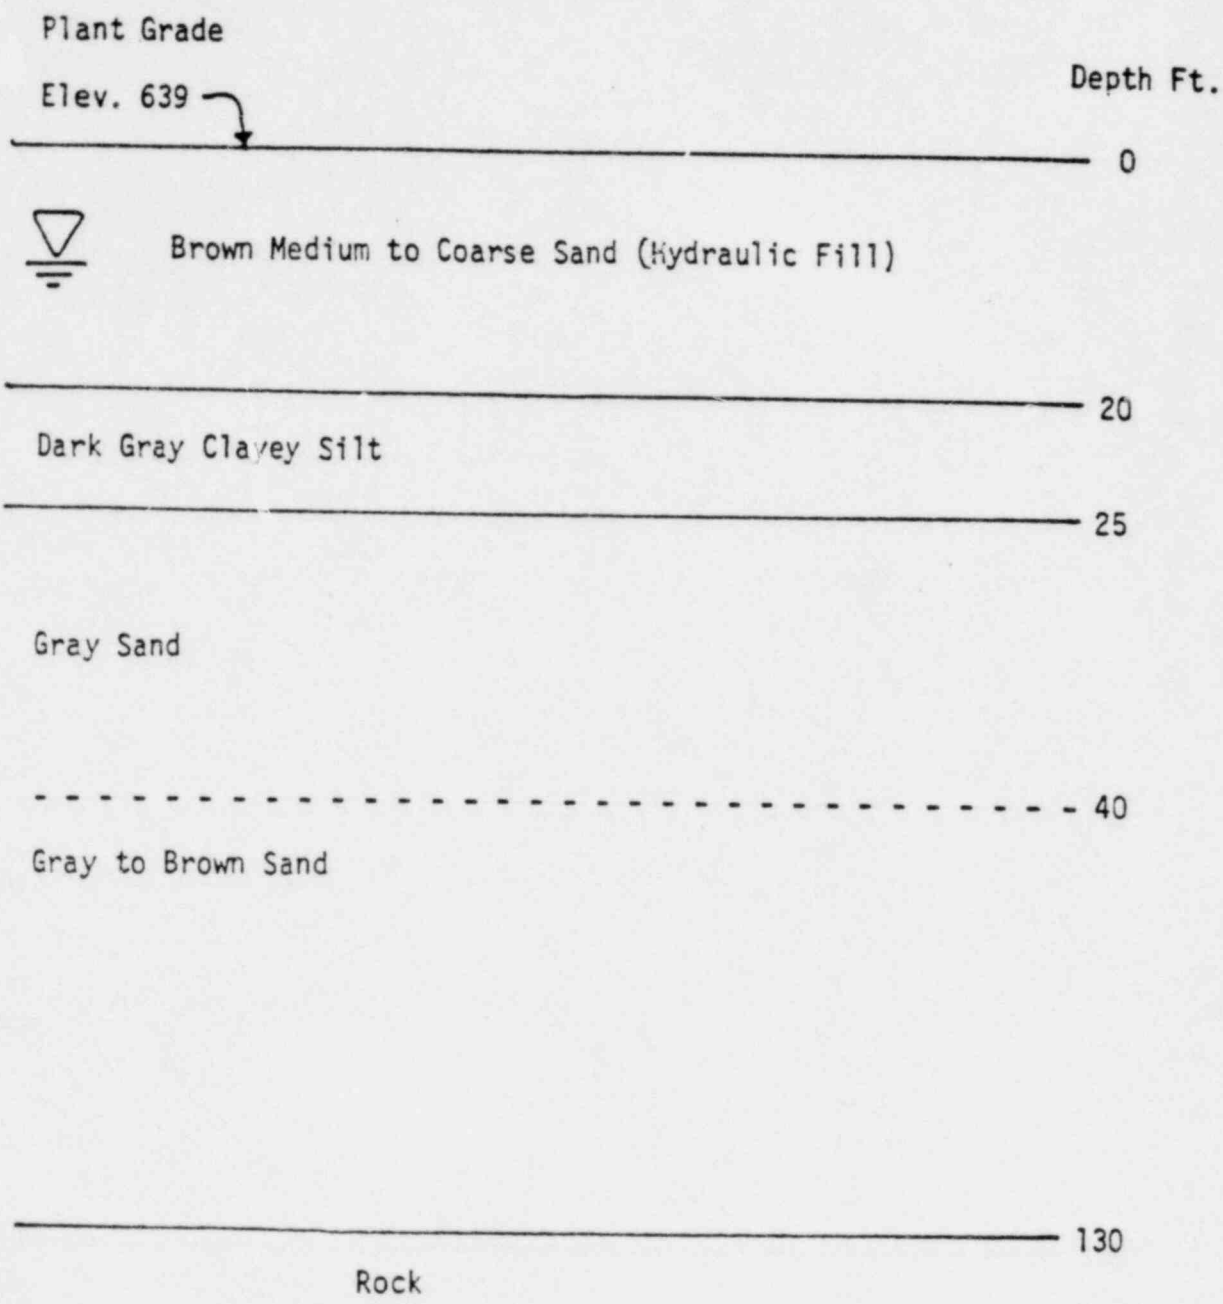 Plant Grade
Depth Ft.
Elev. 639
0
Brown Medium to Coarse Sand (Hydraulic Fill)
20
Dark Gray Clayey Silt
25
Gray Sand
40
Gray to Brown Sand
130
Rock